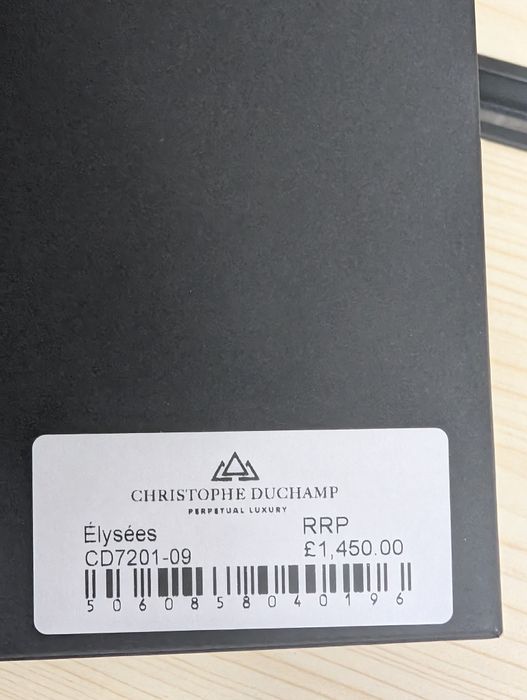 CHRISTOPHE DUCHAMP
PERPETUAL LUXURY
Élysées
RRP
CD7201-09
£1,450.00
5060858040196